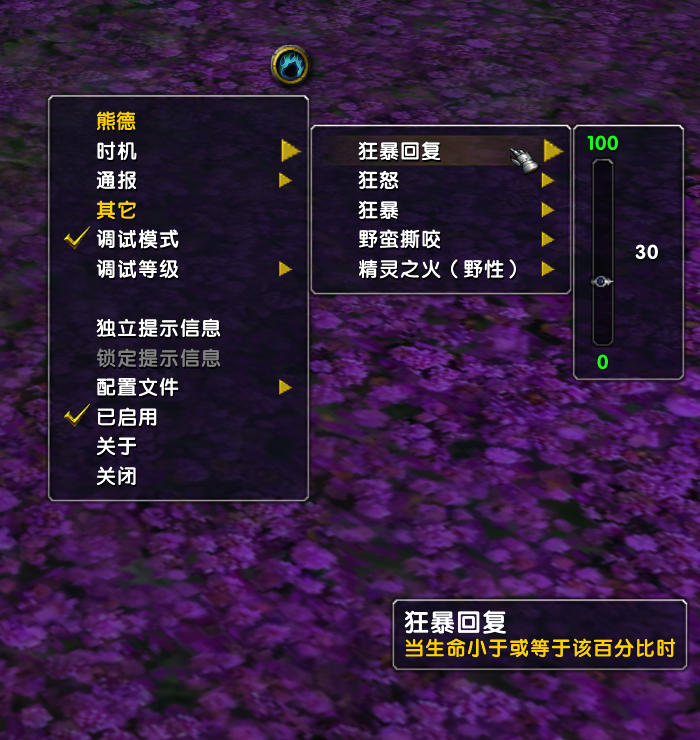 熊德
时机
通报
其它
调试模式
调试等级
独立提示信息
锁定提示信息
配置文件
已启用
关于
关闭
狂暴回复
狂怒
狂暴
野蛮撕咬
精灵之火（野性）
100
30
0
狂暴回复
当生命小于或等于该百分比时